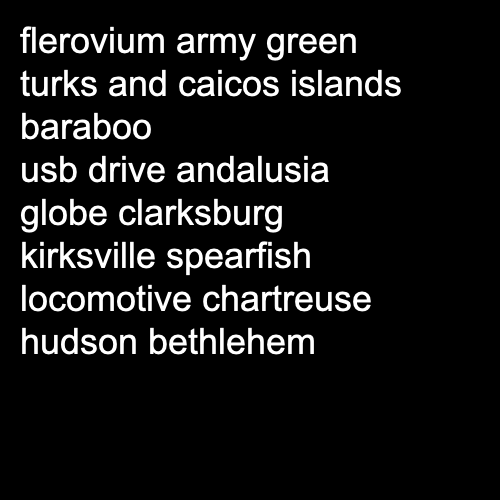 flerovium army green
turks and caicos islands
baraboo
usb drive andalusia
globe clarksburg
kirksville spearfish
locomotive chartreuse
hudson bethlehem